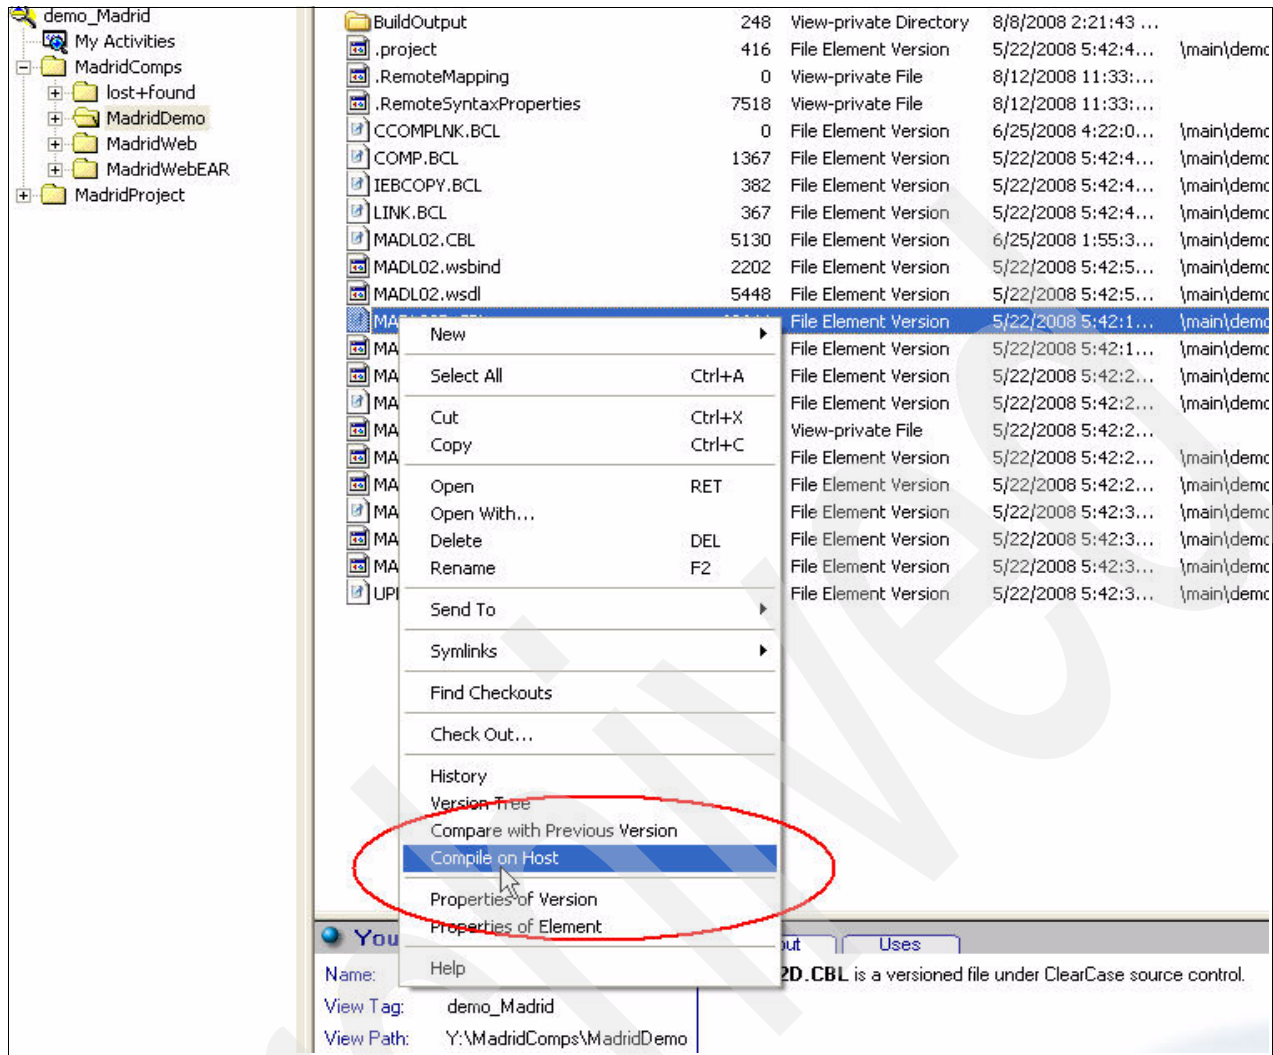 demo_Madrid
My Activities
MadridComps
lost+found
MadridDemo
MadridWeb
MadridWebEAR
MadridProject
BuildOutput 248 View-private Directory 8/8/2008 2:21:43 ...
.project 416 File Element Version 5/22/2008 5:42:4... \main\demo
.RemoteMapping 0 View-private File 8/12/2008 11:33:...
.RemoteSyntaxProperties 7518 View-private File 8/12/2008 11:33:...
CCOMPLNK.BCL 0 File Element Version 6/25/2008 4:22:0... \main\demo
COMP.BCL 1367 File Element Version 5/22/2008 5:42:4... \main\demo
IEBCOPY.BCL 382 File Element Version 5/22/2008 5:42:4... \main\demo
LINK.BCL 367 File Element Version 5/22/2008 5:42:4... \main\demo
MADL02.CBL 5130 File Element Version 6/25/2008 1:55:3... \main\demo
MADL02.wsbind 2202 File Element Version 5/22/2008 5:42:5... \main\demo
MADL02.wsdl 5448 File Element Version 5/22/2008 5:42:5... \main\demo
MA File Element Version 5/22/2008 5:42:1... \main\demo
MA File Element Version 5/22/2008 5:42:1... \main\demo
MA File Element Version 5/22/2008 5:42:2... \main\demo
MA File Element Version 5/22/2008 5:42:2... \main\demo
MA View-private File 5/22/2008 5:42:2...
MA File Element Version 5/22/2008 5:42:2... \main\demo
MA File Element Version 5/22/2008 5:42:2... \main\demo
MA File Element Version 5/22/2008 5:42:3... \main\demo
MA File Element Version 5/22/2008 5:42:3... \main\demo
MA File Element Version 5/22/2008 5:42:3... \main\demo
UP File Element Version 5/22/2008 5:42:3... \main\demo
New
Select All Ctrl+A
Cut Ctrl+X
Copy Ctrl+C
Open RET
Open With...
Delete DEL
Rename F2
Send To
Symlinks
Find Checkouts
Check Out...
History
Version Tree
Compare with Previous Version
Compile on Host
Properties of Version
Properties of Element
Help
You ut Uses
Name: 2D.CBL is a versioned file under ClearCase source control.
View Tag: demo_Madrid
View Path: Y:\MadridComps\MadridDemo